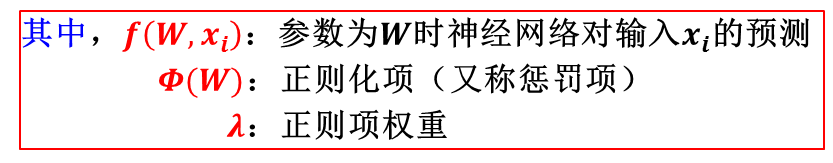 其中，f(W, xᵢ)：参数为W时神经网络对输入xᵢ的预测
Φ(W)：正则化项（又称惩罚项）
λ：正则项权重